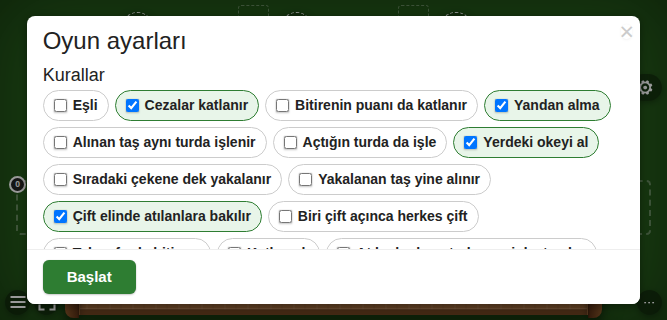 Oyun ayarları
Kurallar
Eşli Cezalar katlanır Bitirenin puanı da katlanır Yandan alma
Alınan taş aynı turda işlenir Açtığın turda da işle Yerdeki okeyi al
Sıradaki çekene dek yakalanır Yakalanan taş yine alınır
Çift elinde atılanlara bakılır Biri çift açınca herkes çift
Başlat
0